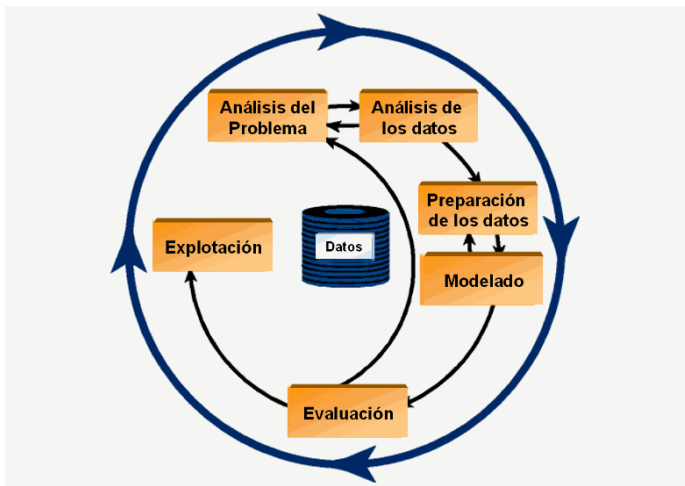 Análisis del
Problema
Análisis de
los datos
Preparación
de los datos
Explotación
Datos
Modelado
Evaluación